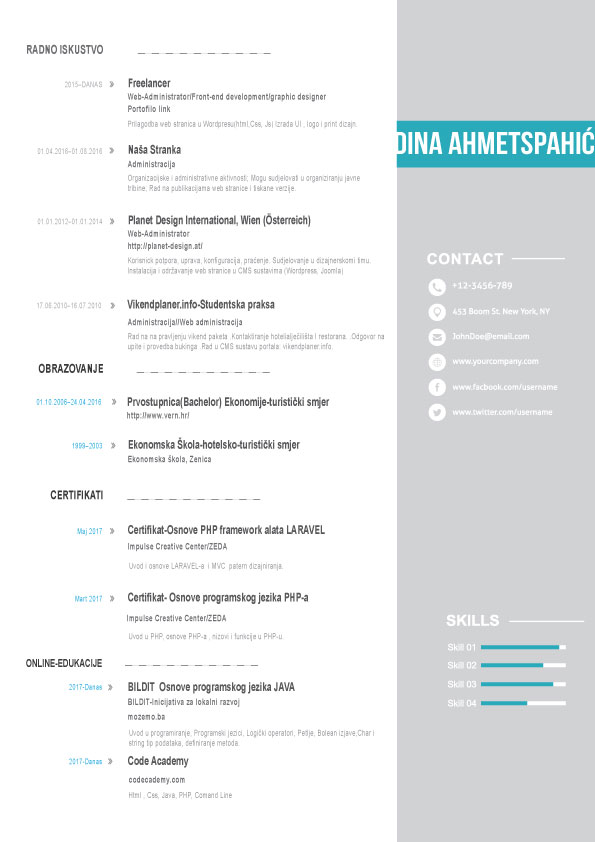 RADNO ISKUSTVO
2015-DANAS
Freelancer
Web-Administrator/Front-end development/graphic designer
Portofilo link
Prilagodba web stranica u Wordpresu(html,Css, Js) Izrada UI , logo i print dizajn.
01.04.2016-01.08.2016
Naša Stranka
Administracija
Organizacijske i administrative aktivnosti; Mogu sudjelovati u organiziranju javne
tribine; Rad na publikacijama web stranice i tiskane verzije.
01.01.2012-01.01.2014
Planet Design International, Wien (Österreich)
Web-Administrator
http://planet-design.at/
Korisnick potpora, uprava, konfiguracija, praćenje. Sudjelovanje u dizajnerskomi timu.
Instalacija i održavanje web stranice u CMS sustavima (Wordpress, Joomla)
17.06.2010-16.07.2010
Vikendplaner.info-Studentska praksa
Administracija//Web administracija
Rad na na pravljenju vikend paketa .Kontaktiranje hotelialječilišta I restorana. .Odgovor na
upite i provedba bukinga .Rad u CMS sustavu portala vikendplaner.info.
OBRAZOVANJE
01.10.2006-24.04.2016
Prvostupnica(Bachelor) Ekonomije-turistički smjer
http://www.vern.hr/
1999-2003
Ekonomska Škola-hotelsko-turistički smjer
Ekonomska škola, Zenica
CERTIFIKATI
Maj 2017
Certifikat-Osnove PHP framework alata LARAVEL
Impulse Creative Center/ZEDA
Uvod i osnove LARAVEL-a i MVC patern dizajniranja.
Mart 2017
Certifikat- Osnove programskog jezika PHP-a
Impulse Creative Center/ZEDA
Uvod u PHP, osnove PHP-a , nizovi i funkcije u PHP-u.
ONLINE-EDUKACIJE
2017-Danas
BILDIT Osnove programskog jezika JAVA
BILDIT-Inicijativa za lokalni razvoj
mozemo.ba
Uvod u programiranje, Programski jezici, Logički operatori, Petlje, Bolean izjave,Char i
string tip podataka, definiranje metoda.
2017-Danas
Code Academy
codecademy.com
Html , Css, Java, PHP, Comand Line
DINA AHMETSPAHIĆ
CONTACT
+12-3456-789
453 Boom St. New York, NY
JohnDoe@email.com
www.yourcompany.com
www.facbook.com/username
www.twitter.com/username
SKILLS
Skill 01
Skill 02
Skill 03
Skill 04